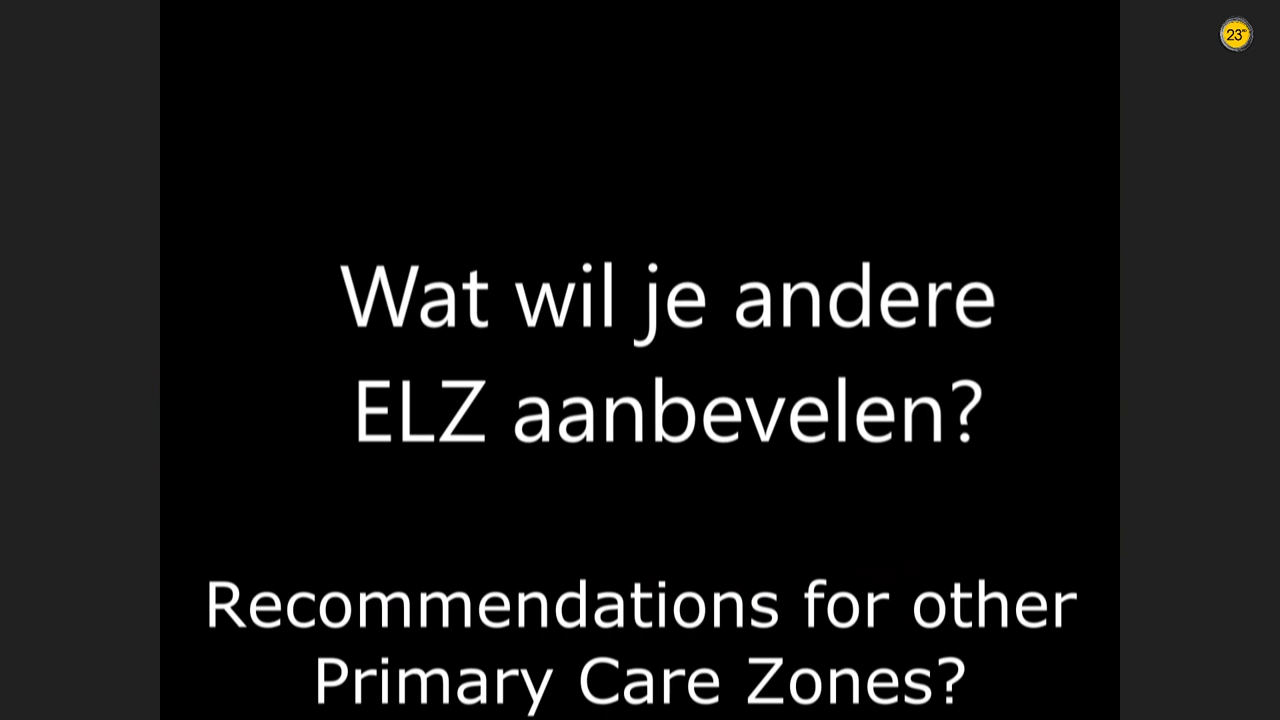 23
Wat wil je andere
ELZ aanbevelen?
Recommendations for other
Primary Care Zones?